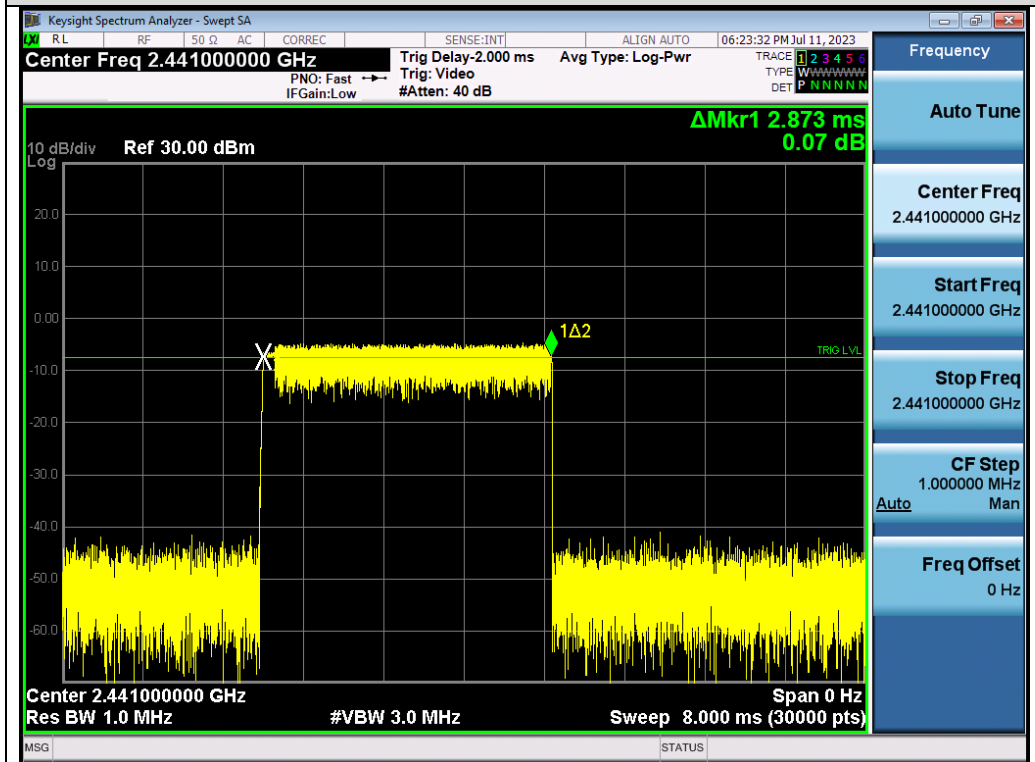 Keysight Spectrum Analyzer - Swept SA
LXI RL RF 50 Ω AC CORREC SENSE:INT ALIGN AUTO 06:23:32 PM Jul 11, 2023
Center Freq 2.441000000 GHz
PNO: Fast
IFGain:Low
Trig Delay-2.000 ms
Trig: Video
#Atten: 40 dB
Avg Type: Log-Pwr
TRACE 1 2 3 4 5 6
TYPE WWWWWWW
DET P N N N N N
ΔMkr1 2.873 ms
0.07 dB
10 dB/div Ref 30.00 dBm
Log
20.0
10.0
0.00
-10.0
-20.0
-30.0
-40.0
-50.0
-60.0
1Δ2
TRIG LVL
Center 2.441000000 GHz Span 0 Hz
Res BW 1.0 MHz #VBW 3.0 MHz Sweep 8.000 ms (30000 pts)
MSG STATUS
Frequency
Auto Tune
Center Freq
2.441000000 GHz
Start Freq
2.441000000 GHz
Stop Freq
2.441000000 GHz
CF Step
1.000000 MHz
Auto Man
Freq Offset
0 Hz